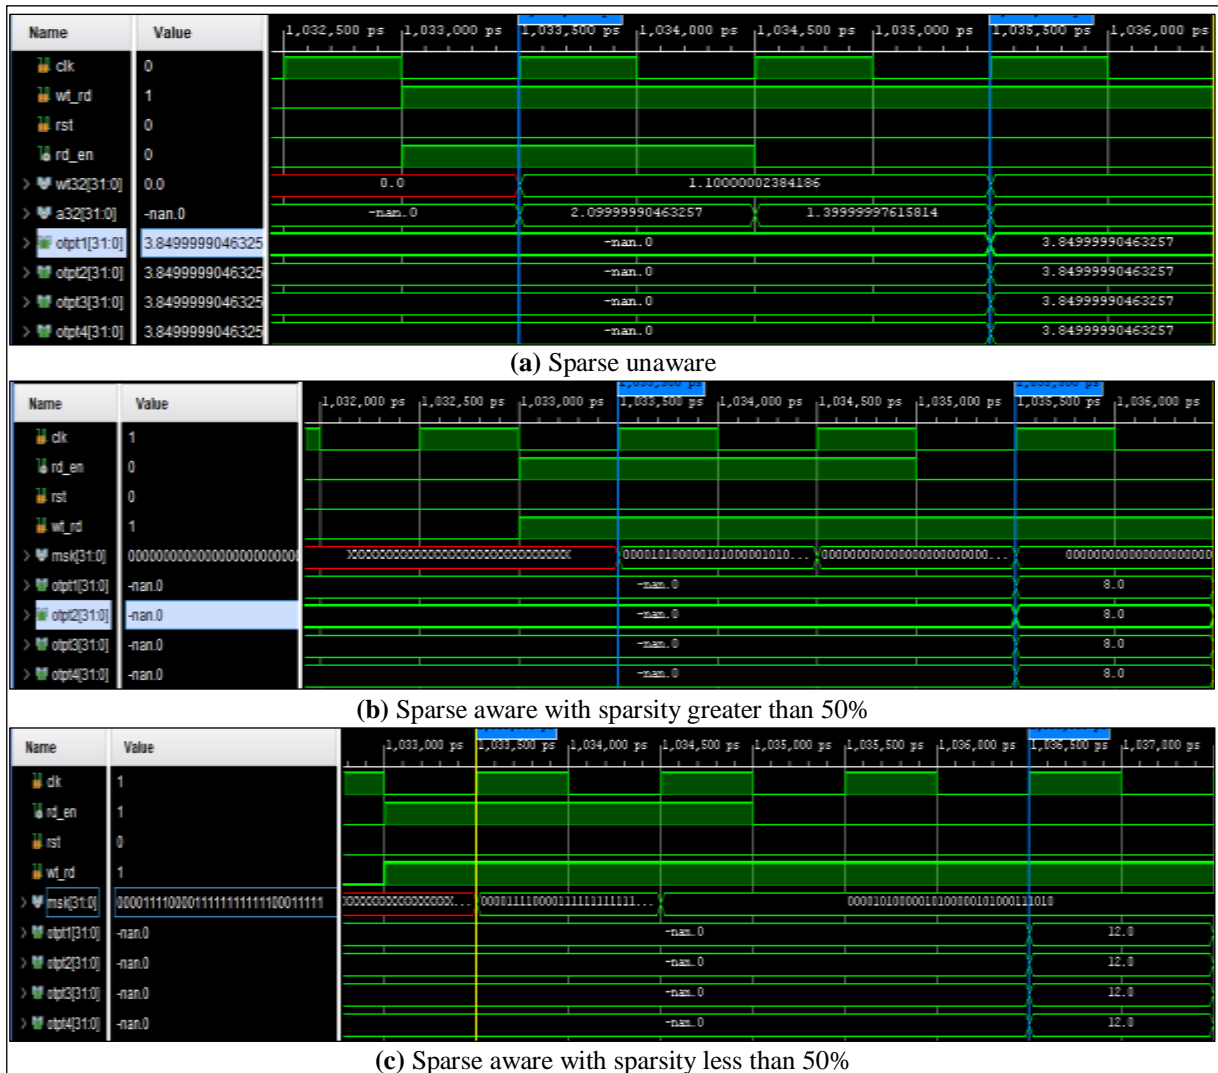 Name Value 1,032,500 ps 1,033,000 ps 1,033,500 ps 1,034,000 ps 1,034,500 ps 1,035,000 ps 1,035,500 ps 1,036,000 ps
clk 0
wt_rd 1
rst 0
rd_en 0
wt32[31:0] 0.0 0.0 1.10000002384186
a32[31:0] -nan.0 -nan.0 2.09999990463257 1.39999997615814
otpt1[31:0] 3.8499999046325 -nan.0 3.84999990463257
otpt2[31:0] 3.8499999046325 -nan.0 3.84999990463257
otpt3[31:0] 3.8499999046325 -nan.0 3.84999990463257
otpt4[31:0] 3.8499999046325 -nan.0 3.84999990463257
(a) Sparse unaware
Name Value 1,032,000 ps 1,032,500 ps 1,033,000 ps 1,033,500 ps 1,034,000 ps 1,034,500 ps 1,035,000 ps 1,035,500 ps 1,036,000 ps
clk 1
rd_en 0
rst 0
wt_rd 1
msk[31:0]
otpt1[31:0] -nan.0 -nan.0 8.0
otpt2[31:0] -nan.0 -nan.0 8.0
otpt3[31:0] -nan.0 -nan.0 8.0
otpt4[31:0] -nan.0 -nan.0 8.0
(b) Sparse aware with sparsity greater than 50%
Name Value 1,033,000 ps 1,033,500 ps 1,034,000 ps 1,034,500 ps 1,035,000 ps 1,035,500 ps 1,036,000 ps 1,036,500 ps 1,037,000 ps
clk 1
rd_en 1
rst 0
wt_rd 1
msk[31:0]
otpt1[31:0] -nan.0 -nan.0 12.0
otpt2[31:0] -nan.0 -nan.0 12.0
otpt3[31:0] -nan.0 -nan.0 12.0
otpt4[31:0] -nan.0 -nan.0 12.0
(c) Sparse aware with sparsity less than 50%